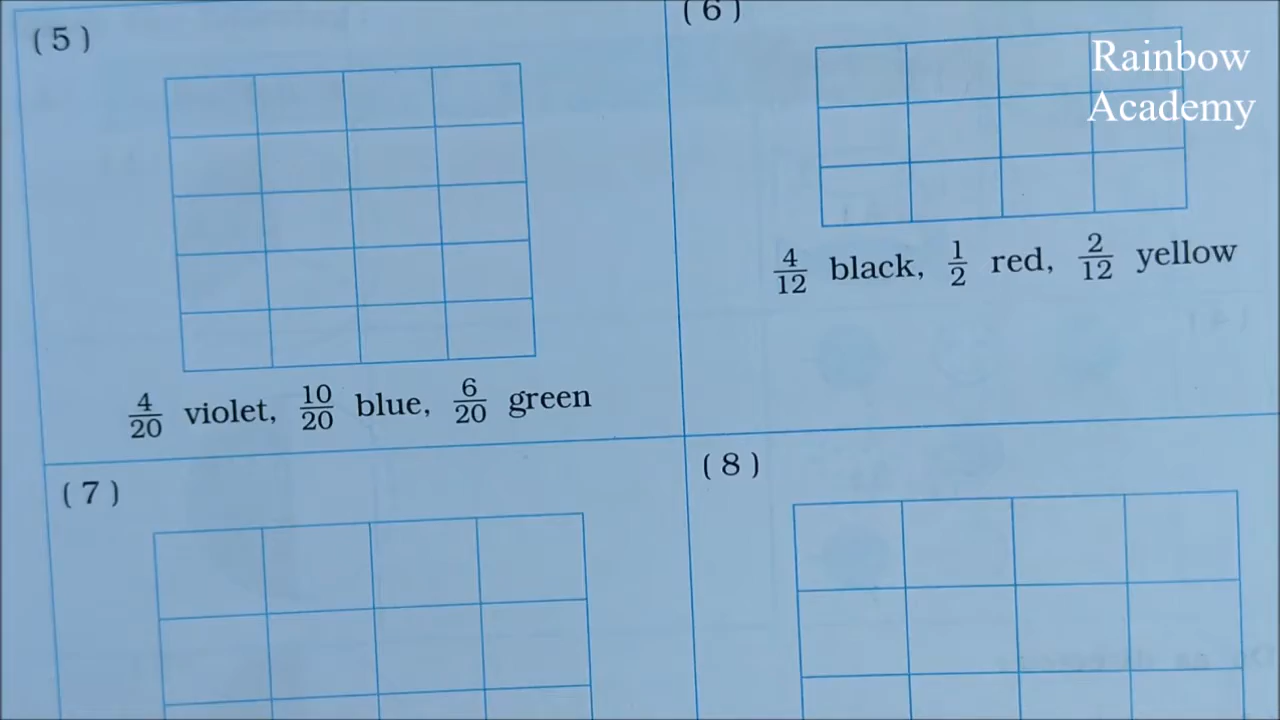 (5)
4/20 violet, 10/20 blue, 6/20 green
(6)
Rainbow
Academy
4/12 black, 1/2 red, 2/12 yellow
(7)
(8)